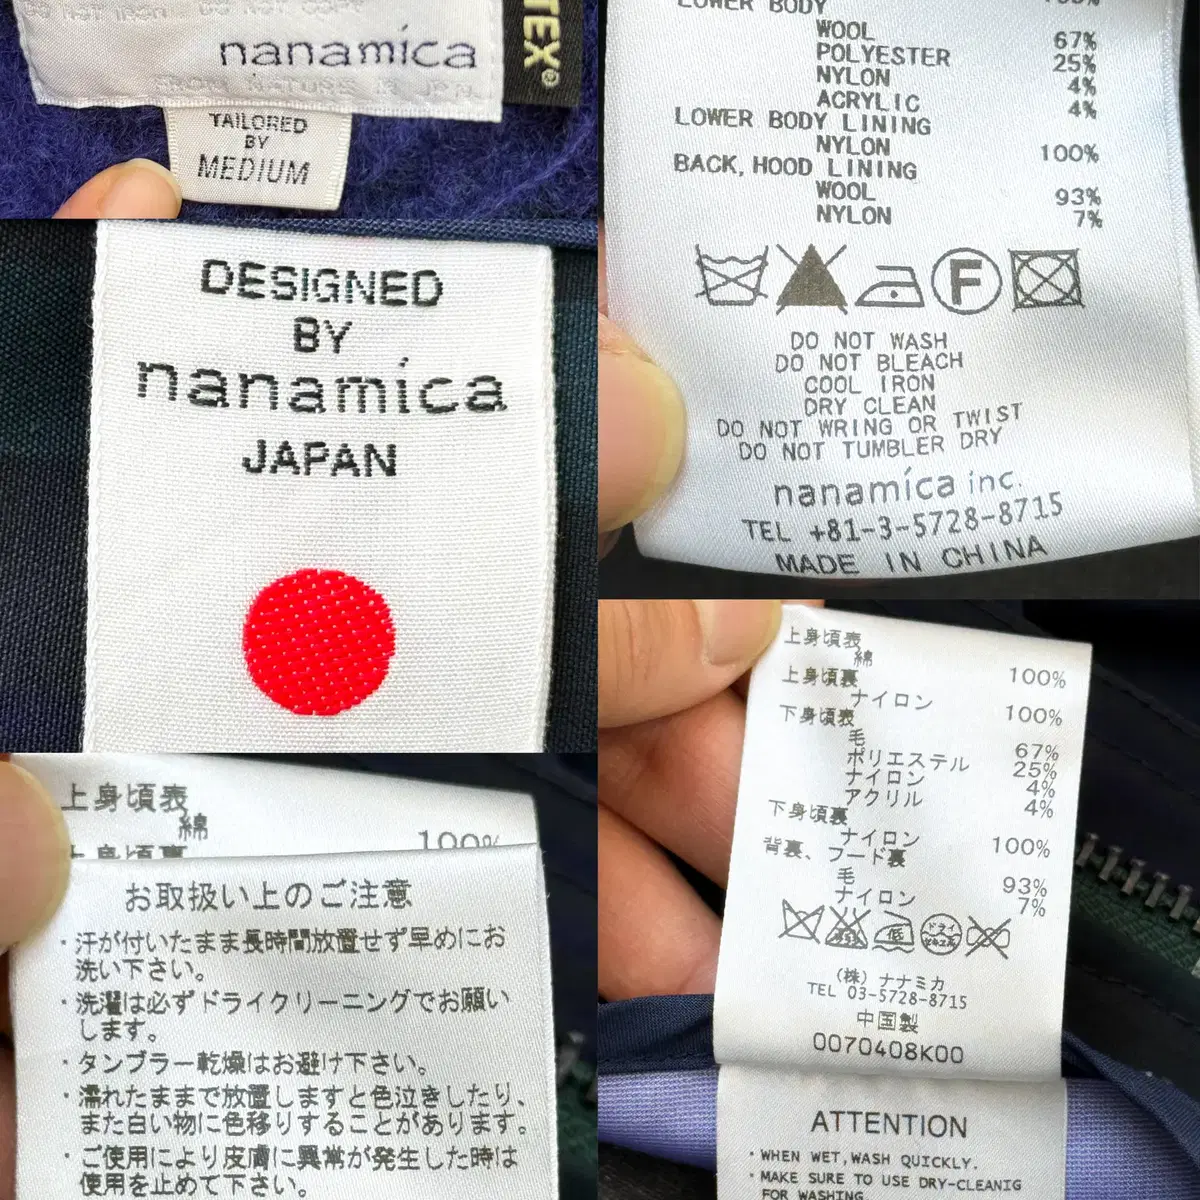 DO NOT IRON DO NOT COPY
nanamica
TEX®
TAILORED
BY
MEDIUM
DESIGNED
BY
nanamica
JAPAN
LOWER BODY
WOOL 67%
POLYESTER 25%
NYLON 4%
ACRYLIC 4%
LOWER BODY LINING
NYLON 100%
BACK, HOOD LINING
WOOL 93%
NYLON 7%
F
DO NOT WASH
DO NOT BLEACH
COOL IRON
DRY CLEAN
DO NOT WRING OR TWIST
DO NOT TUMBLER DRY
nanamica inc.
TEL +81-3-5728-8715
MADE IN CHINA
上身頃表
綿 100%
上身頃裏
お取扱い上のご注意
・汗が付いたまま長時間放置せず早めにお
洗い下さい。
・洗濯は必ずドライクリーニングでお願い
します。
・タンブラー乾燥はお避け下さい。
・濡れたままで放置しますと色泣きしたり、
また白い物に色移りすることがあります。
・ご使用により皮膚に異常が発生した時は
使用を止めて下さい。
上身頃表
綿 100%
上身頃裏
ナイロン 100%
下身頃表
毛 67%
ポリエステル 25%
ナイロン 4%
アクリル 4%
下身頃裏
ナイロン 100%
背裏、フード裏
毛 93%
ナイロン 7%
低
(株) ナナミカ
TEL 03-5728-8715
中国製
0070408K00
ATTENTION
・WHEN WET,WASH QUICKLY.
・MAKE SURE TO USE DRY-CLEANIG
FOR WASHING